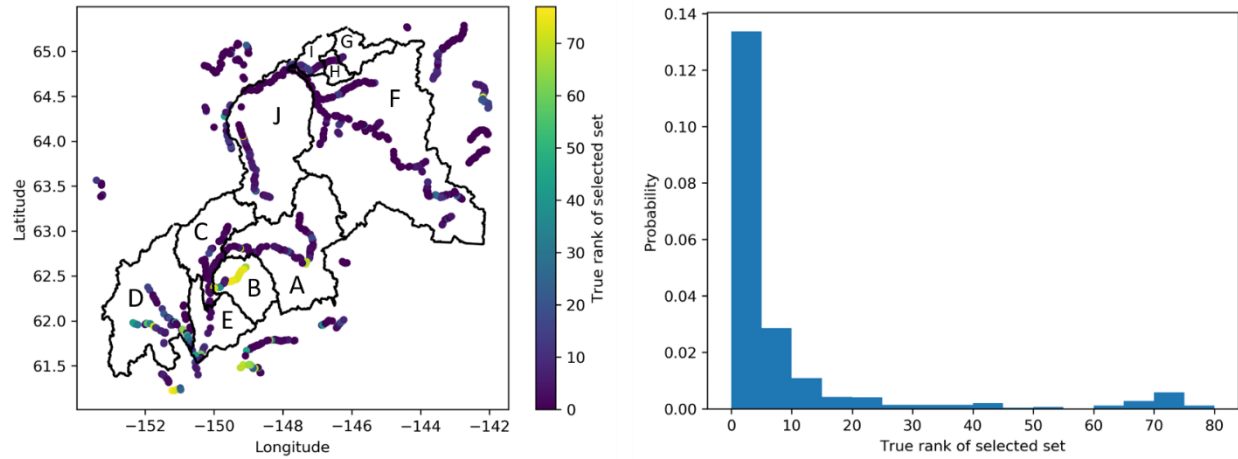 65.0
64.5
64.0
63.5
63.0
62.5
62.0
61.5
Latitude
−152
−150
−148
−146
−144
−142
Longitude
I
G
H
F
J
C
A
B
D
E
70
60
50
40
30
20
10
0
True rank of selected set
0.14
0.12
0.10
0.08
0.06
0.04
0.02
0.00
Probability
0
10
20
30
40
50
60
70
80
True rank of selected set